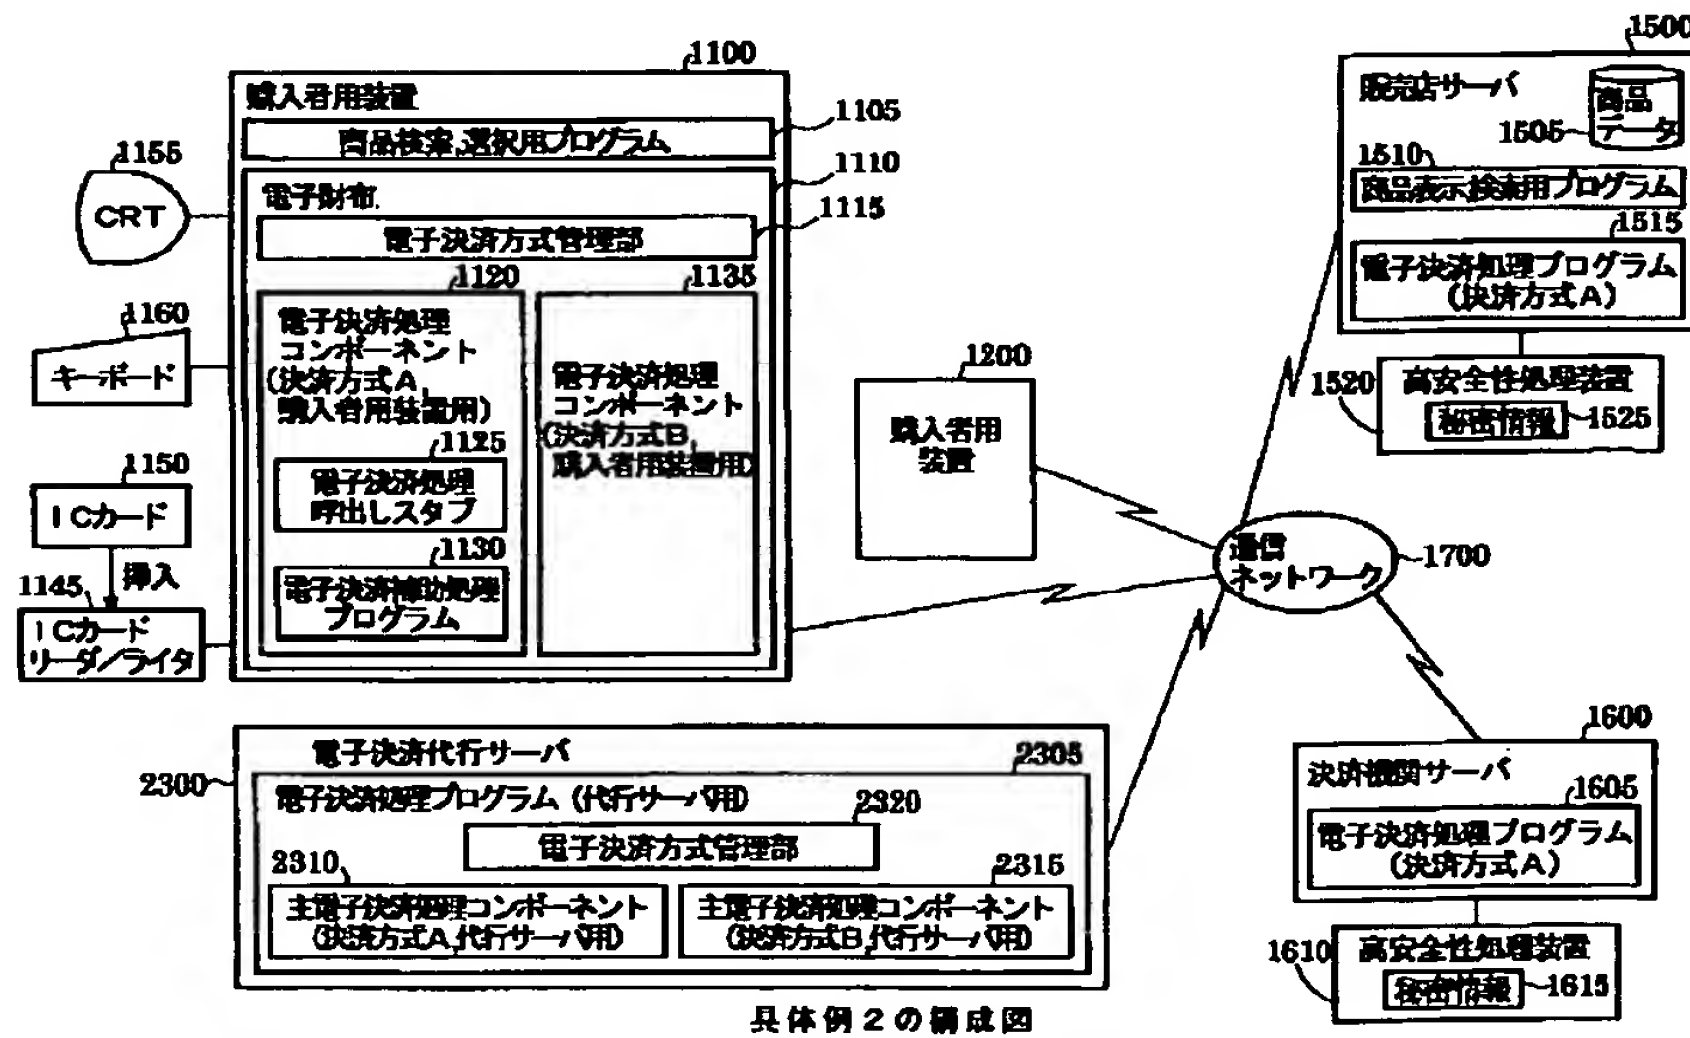 1100
購入者用装置
1105
商品検索,選択用プログラム
1110
電子財布
1115
電子決済方式管理部
1120
電子決済処理
コンポーネント
(決済方式A,
購入者用装置用)
1125
電子決済処理
呼出しスタブ
1130
電子決済補助処理
プログラム
1135
電子決済処理
コンポーネント
(決済方式B,
購入者用装置用)
1155
CRT
1160
キーボード
1150
ICカード
挿入
1145
ICカード
リーダ/ライタ
1200
購入者用
装置
1500
販売店サーバ
商品
データ
1505
1510
商品表示,検索用プログラム
1515
電子決済処理プログラム
(決済方式A)
1520
高安全性処理装置
秘密情報
1525
通信
ネットワーク
1700
1600
決済機関サーバ
1605
電子決済処理プログラム
(決済方式A)
1610
高安全性処理装置
秘密情報
1615
2300
電子決済代行サーバ
2305
電子決済処理プログラム(代行サーバ用)
2320
電子決済方式管理部
2310
主電子決済処理コンポーネント
(決済方式A,代行サーバ用)
2315
主電子決済処理コンポーネント
(決済方式B,代行サーバ用)
具体例2の構成図